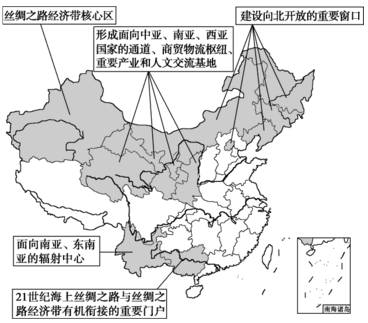 丝绸之路经济带核心区
形成面向中亚、南亚、西亚
国家的通道、商贸物流枢纽、
重要产业和人文交流基地
建设向北开放的重要窗口
面向南亚、东南
亚的辐射中心
21世纪海上丝绸之路与丝绸之
路经济带有机衔接的重要门户
南海诸岛